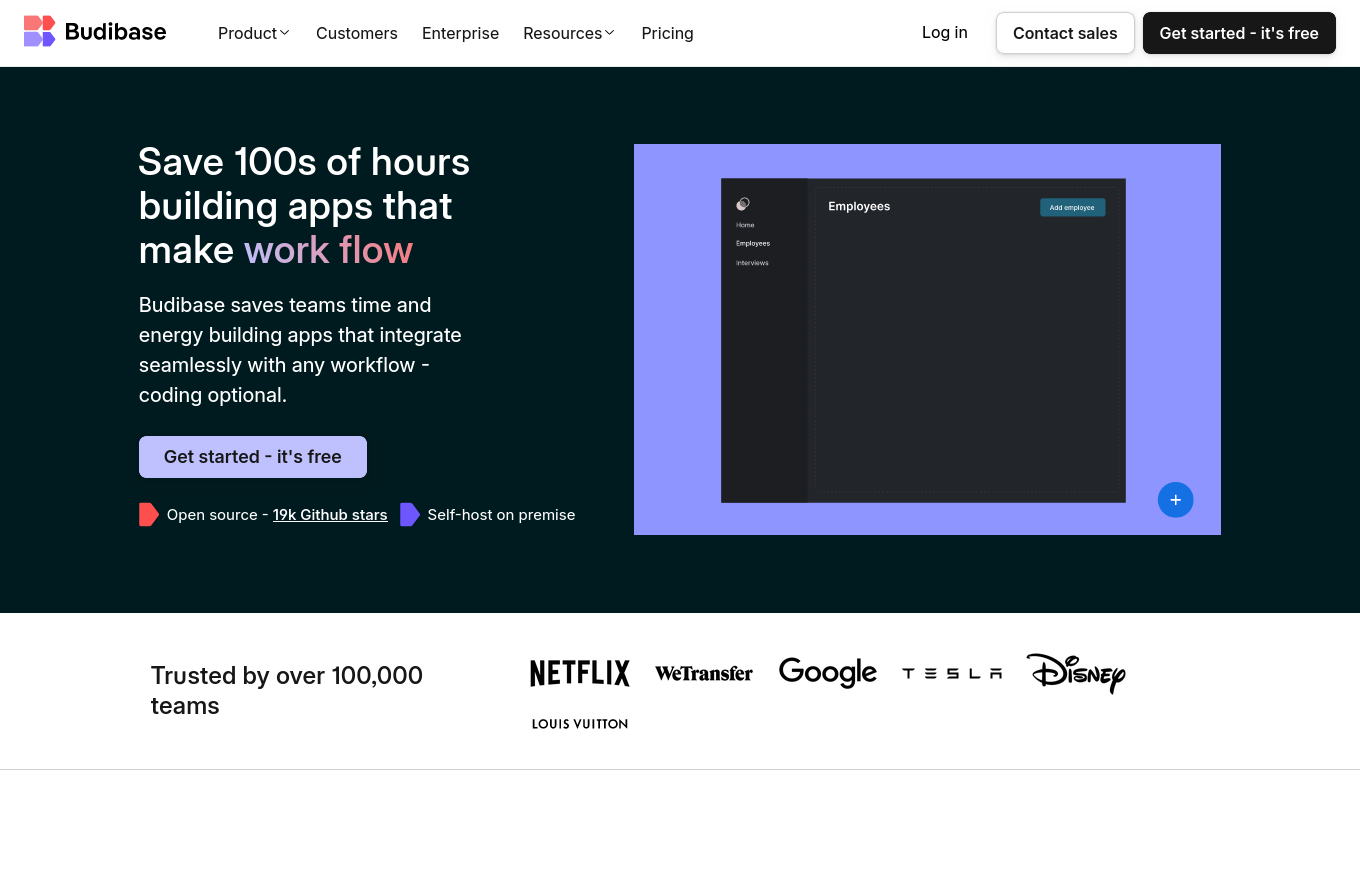 Budibase
Product
Customers
Enterprise
Resources
Pricing
Log in
Contact sales
Get started - it's free
Save 100s of hours
building apps that
make work flow
Budibase saves teams time and
energy building apps that integrate
seamlessly with any workflow -
coding optional.
Get started - it's free
Open source - 19k Github stars
Self-host on premise
Home
Employees
Interviews
Employees
Add employee
Trusted by over 100,000
teams
NETFLIX
WeTransfer
Google
TESLA
Disney
LOUIS VUITTON